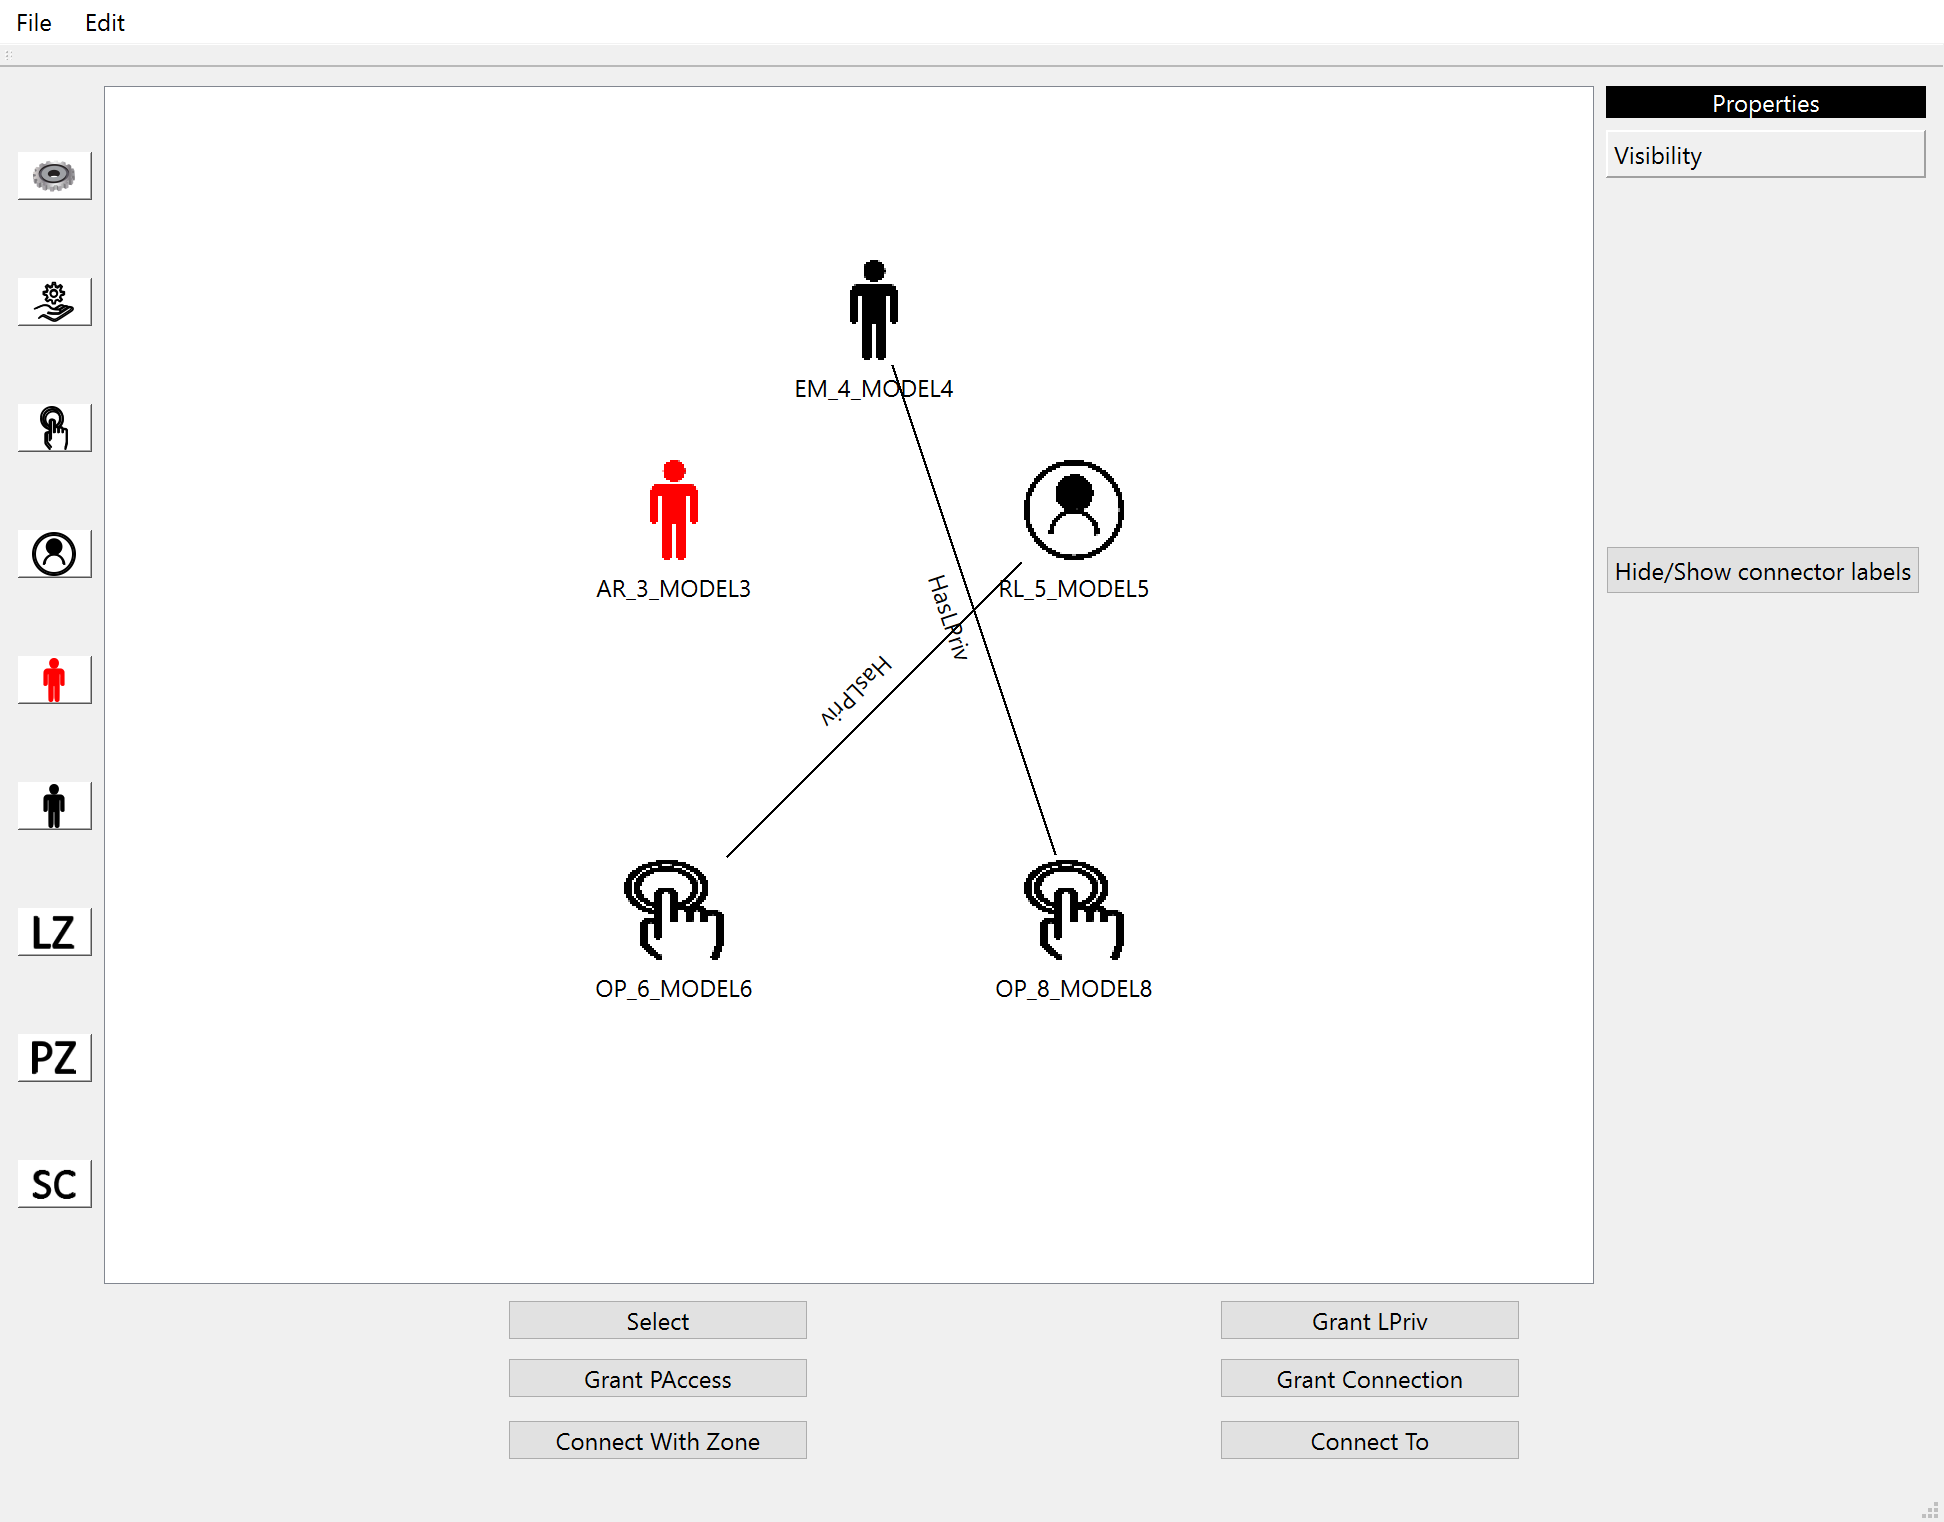 File Edit
Properties
Visibility
EM_4_MODEL4
AR_3_MODEL3
RL_5_MODEL5
Hide/Show connector labels
HasLPriv
HasLPriv
LZ
OP_6_MODEL6
OP_8_MODEL8
PZ
SC
Select
Grant LPriv
Grant PAccess
Grant Connection
Connect With Zone
Connect To